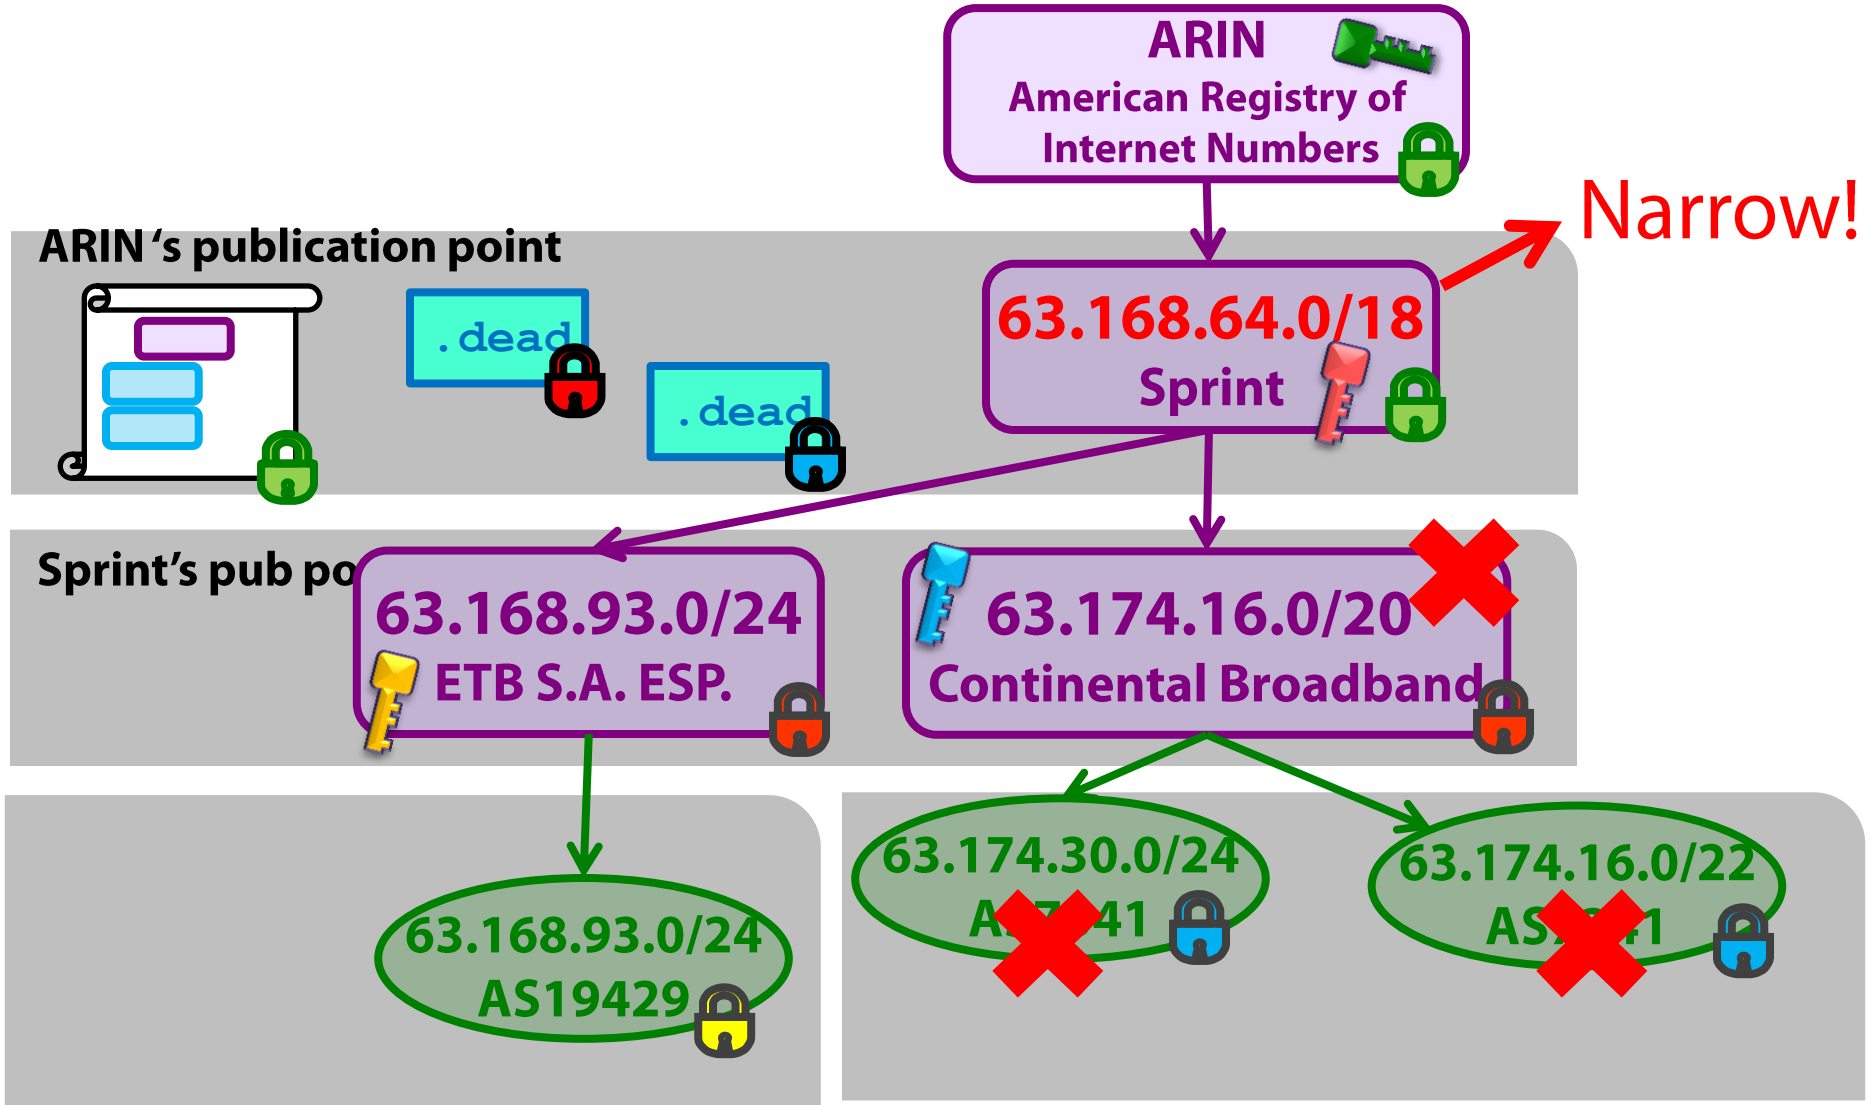 ARIN
American Registry of
Internet Numbers
Narrow!
ARIN ‘s publication point
.dead
.dead
63.168.64.0/18
Sprint
Sprint’s pub po
63.168.93.0/24
ETB S.A. ESP.
63.174.16.0/20
Continental Broadband
63.174.30.0/24
63.174.16.0/22
63.168.93.0/24
AS19429